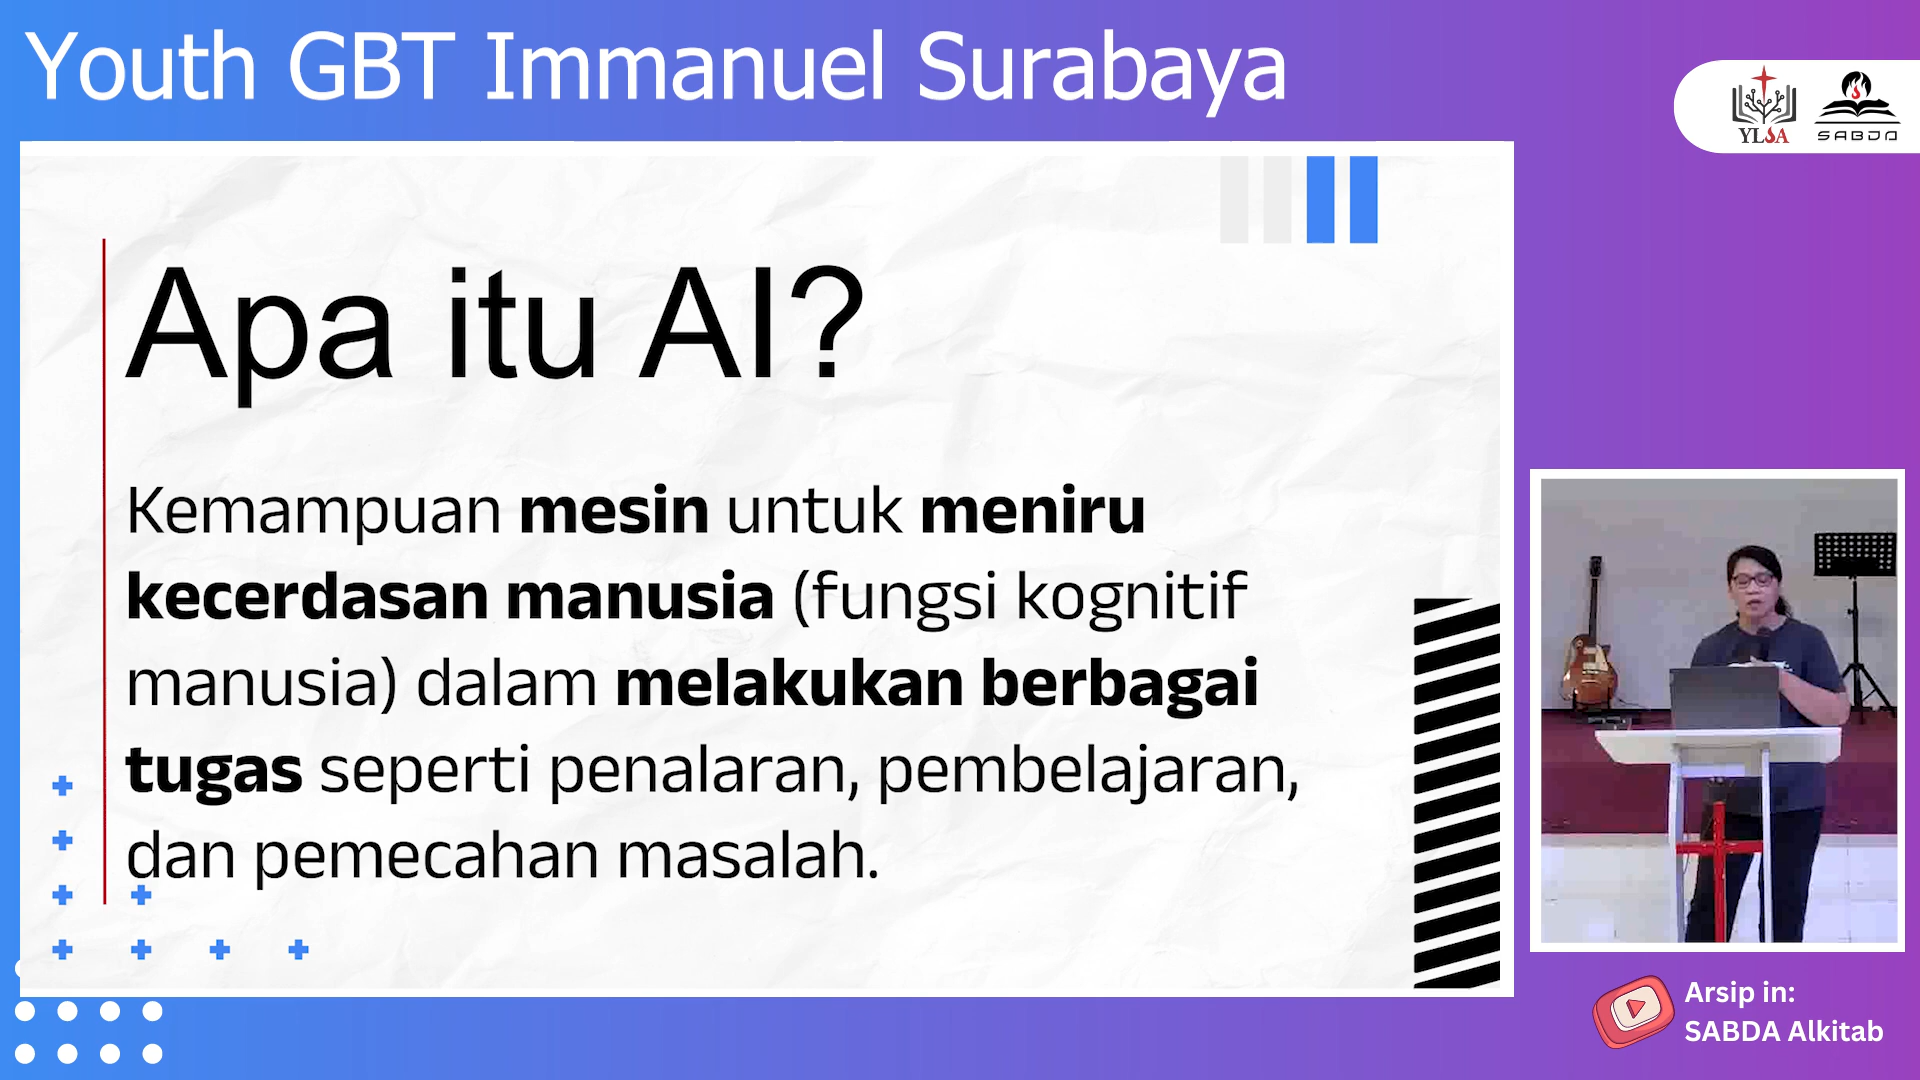 Youth GBT Immanuel Surabaya
YLSA
SABDA
Apa itu AI?
Kemampuan mesin untuk meniru
kecerdasan manusia (fungsi kognitif
manusia) dalam melakukan berbagai
tugas seperti penalaran, pembelajaran,
dan pemecahan masalah.
Arsip in:
SABDA Alkitab